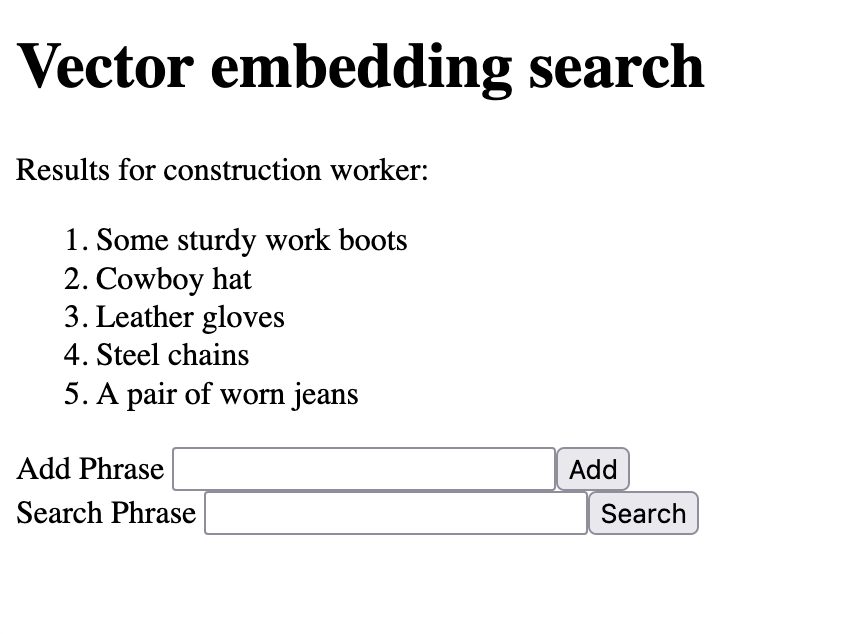 Vector embedding search
Results for construction worker:
1. Some sturdy work boots
2. Cowboy hat
3. Leather gloves
4. Steel chains
5. A pair of worn jeans
Add Phrase Add
Search Phrase Search